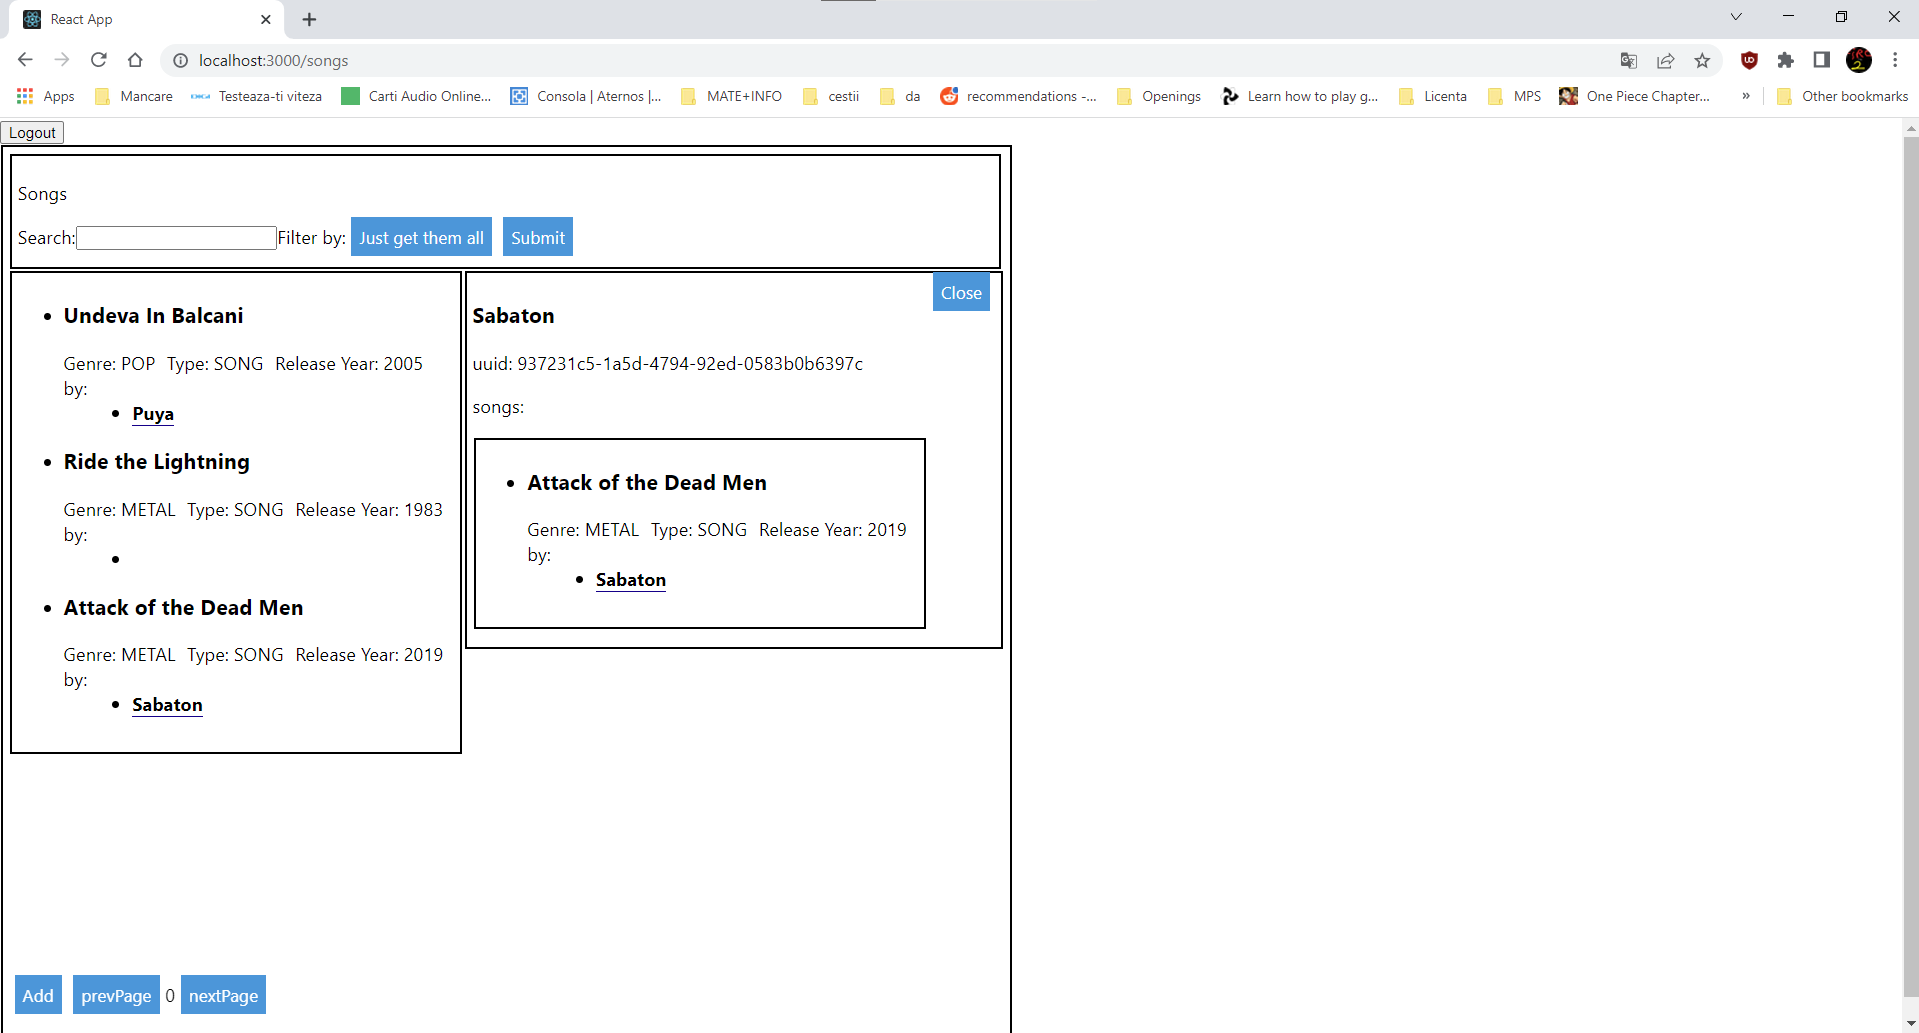 React App
localhost:3000/songs
Apps Mancare Testeaza-ti viteza Carti Audio Online... Consola | Aternos |... MATE+INFO cestii da recommendations -... Openings Learn how to play g... Licenta MPS One Piece Chapter... » Other bookmarks
Logout
Songs
Search: Filter by: Just get them all Submit
Undeva In Balcani
Genre: POP Type: SONG Release Year: 2005
by:
Puya
Ride the Lightning
Genre: METAL Type: SONG Release Year: 1983
by:
Attack of the Dead Men
Genre: METAL Type: SONG Release Year: 2019
by:
Sabaton
Close
Sabaton
uuid: 937231c5-1a5d-4794-92ed-0583b0b6397c
songs:
Attack of the Dead Men
Genre: METAL Type: SONG Release Year: 2019
by:
Sabaton
Add prevPage 0 nextPage